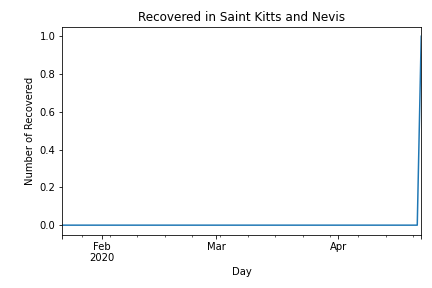 Recovered in Saint Kitts and Nevis
Number of Recovered
1.0
0.8
0.6
0.4
0.2
0.0
Feb
2020
Mar
Apr
Day